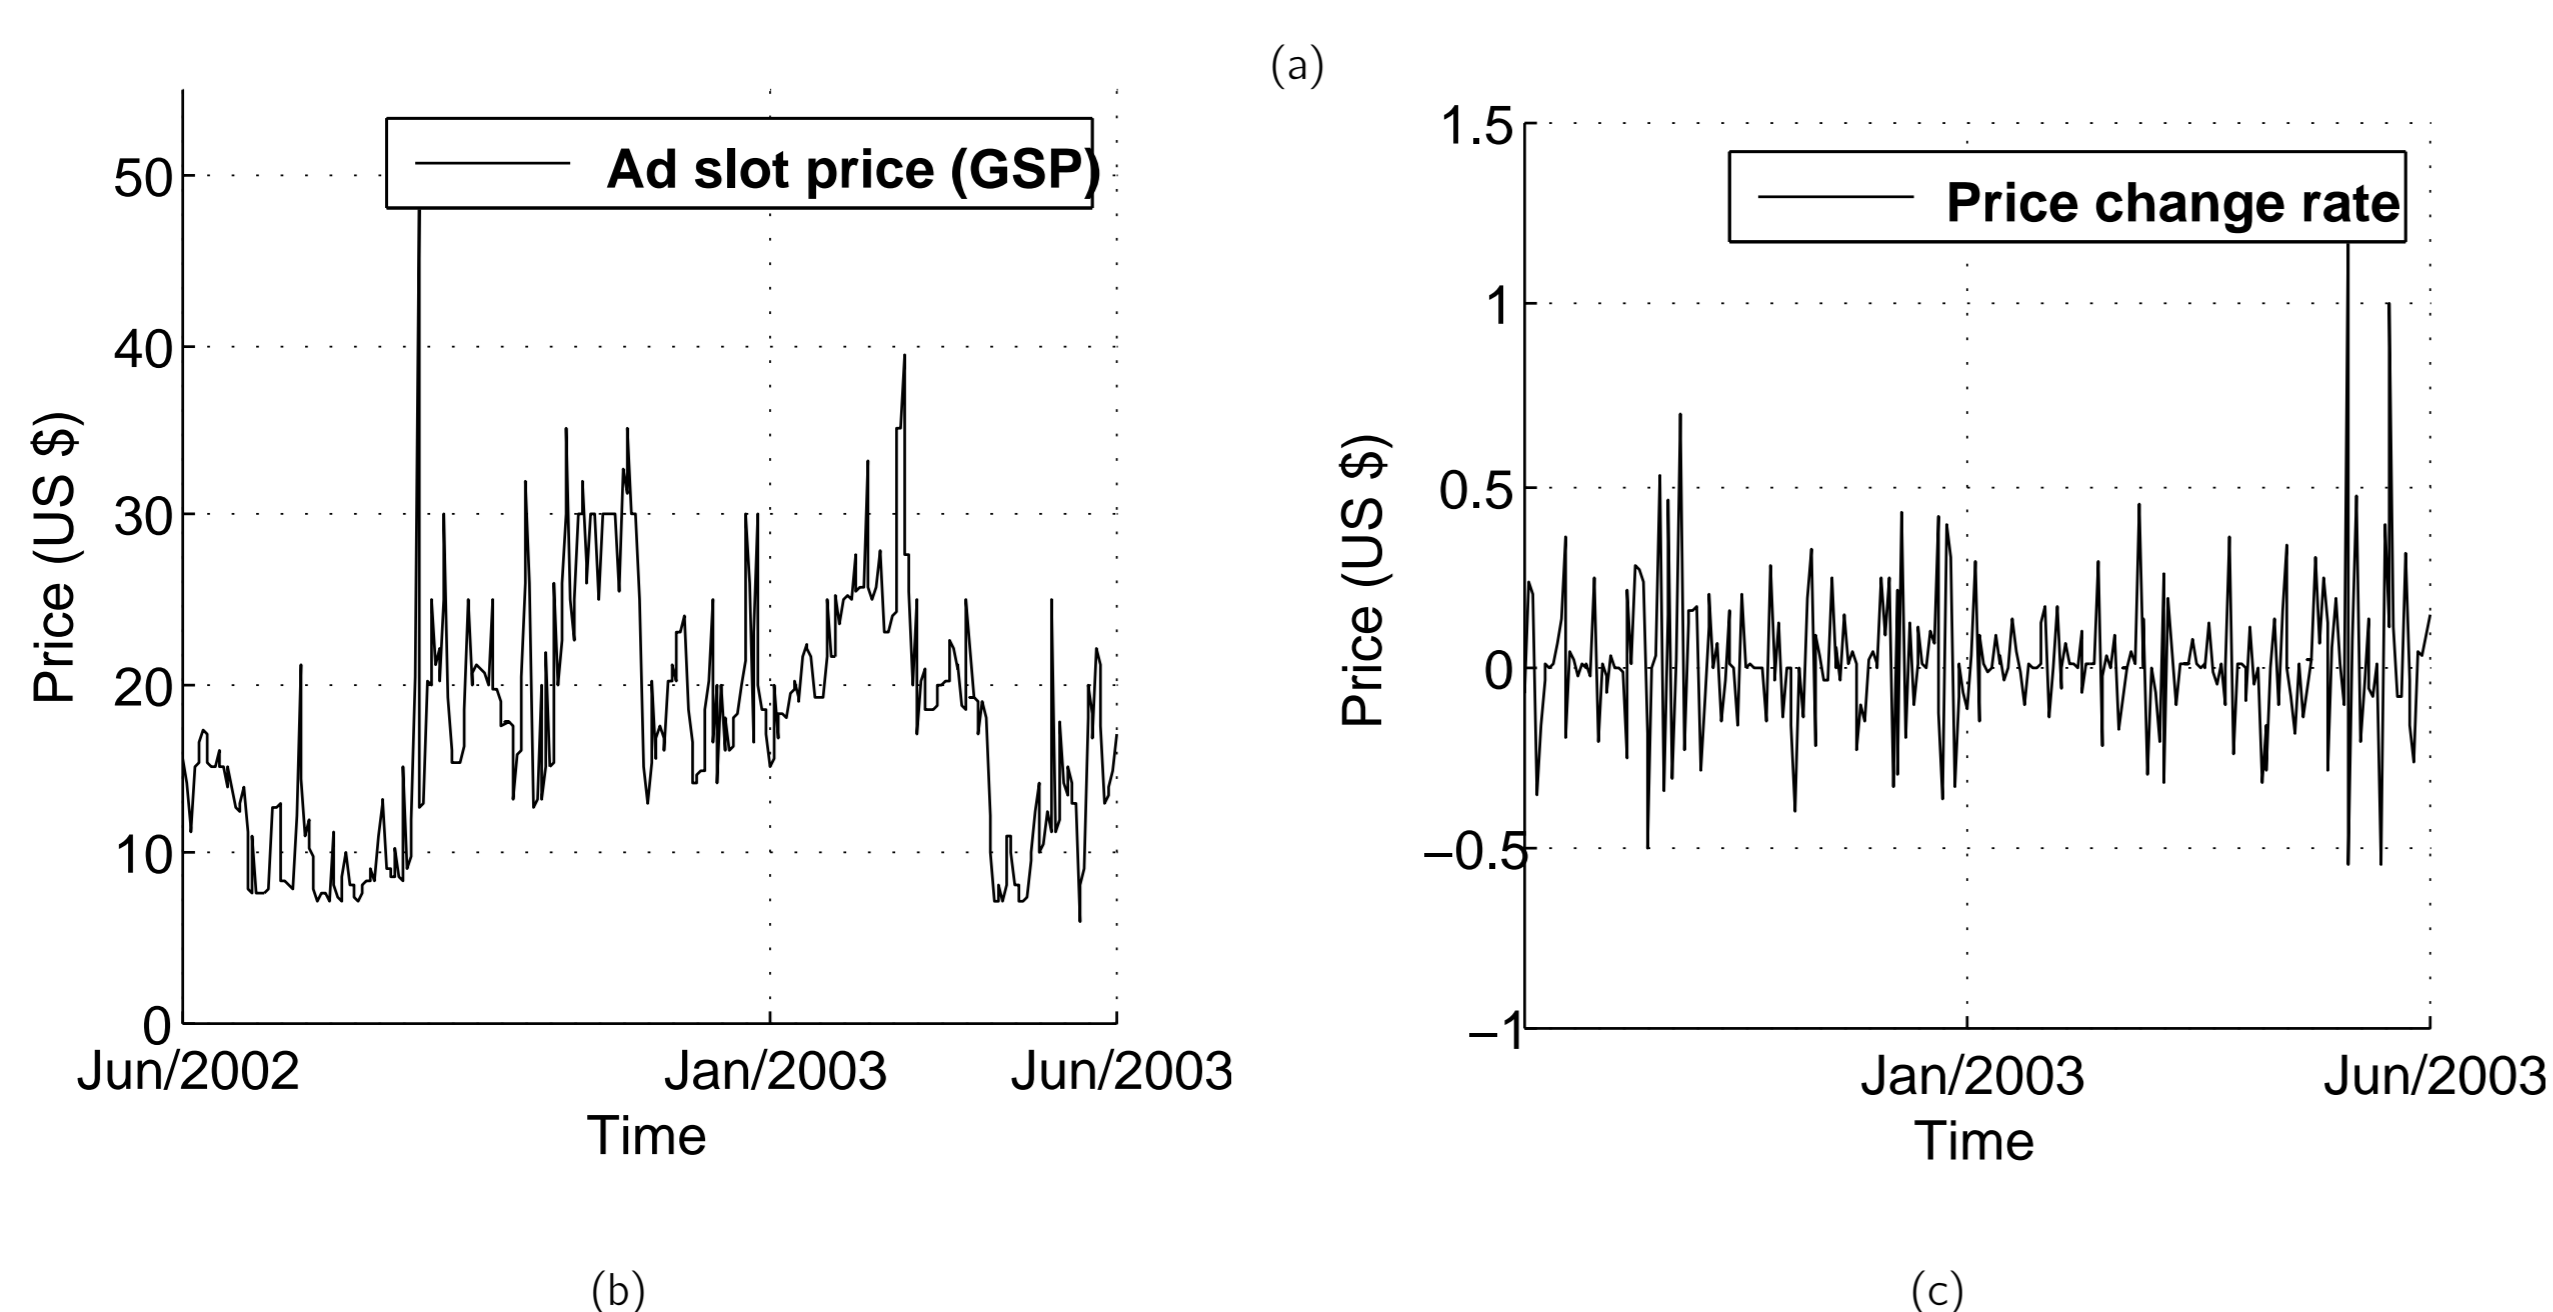 (a)
Ad slot price (GSP)
50
40
30
20
10
0
Price (US $)
Jun/2002
Jan/2003
Jun/2003
Time
(b)
Price change rate
1.5
1
0.5
0
−0.5
−1
Price (US $)
Jan/2003
Jun/2003
Time
(c)